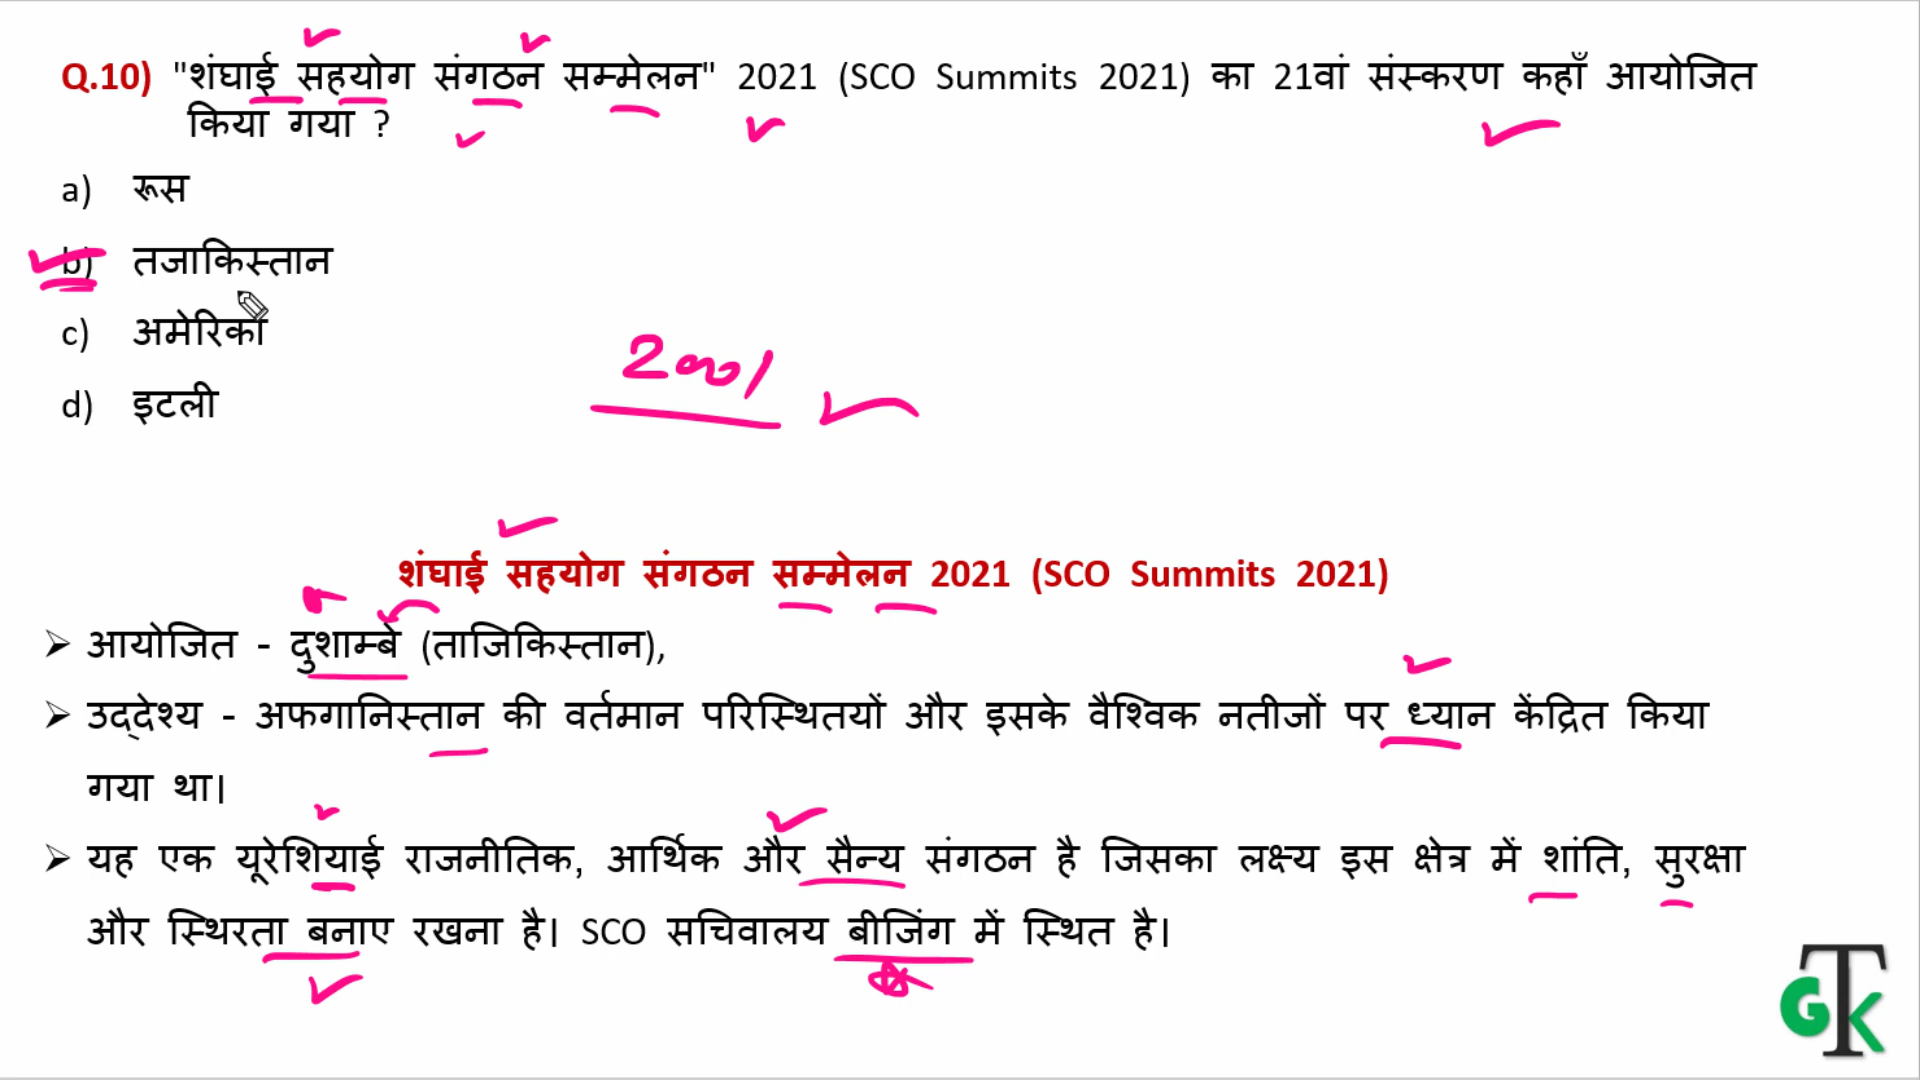 Q.10) "शंघाई सहयोग संगठन सम्मेलन" 2021 (SCO Summits 2021) का 21वां संस्करण कहाँ आयोजित
किया गया ?
a) रूस
b) तजाकिस्तान
c) अमेरिका
d) इटली
2001
शंघाई सहयोग संगठन सम्मेलन 2021 (SCO Summits 2021)
➢ आयोजित - दुशाम्बे (ताजिकिस्तान),
➢ उद्देश्य - अफगानिस्तान की वर्तमान परिस्थितयों और इसके वैश्विक नतीजों पर ध्यान केंद्रित किया
गया था।
➢ यह एक यूरेशियाई राजनीतिक, आर्थिक और सैन्य संगठन है जिसका लक्ष्य इस क्षेत्र में शांति, सुरक्षा
और स्थिरता बनाए रखना है। SCO सचिवालय बीजिंग में स्थित है।
GTK